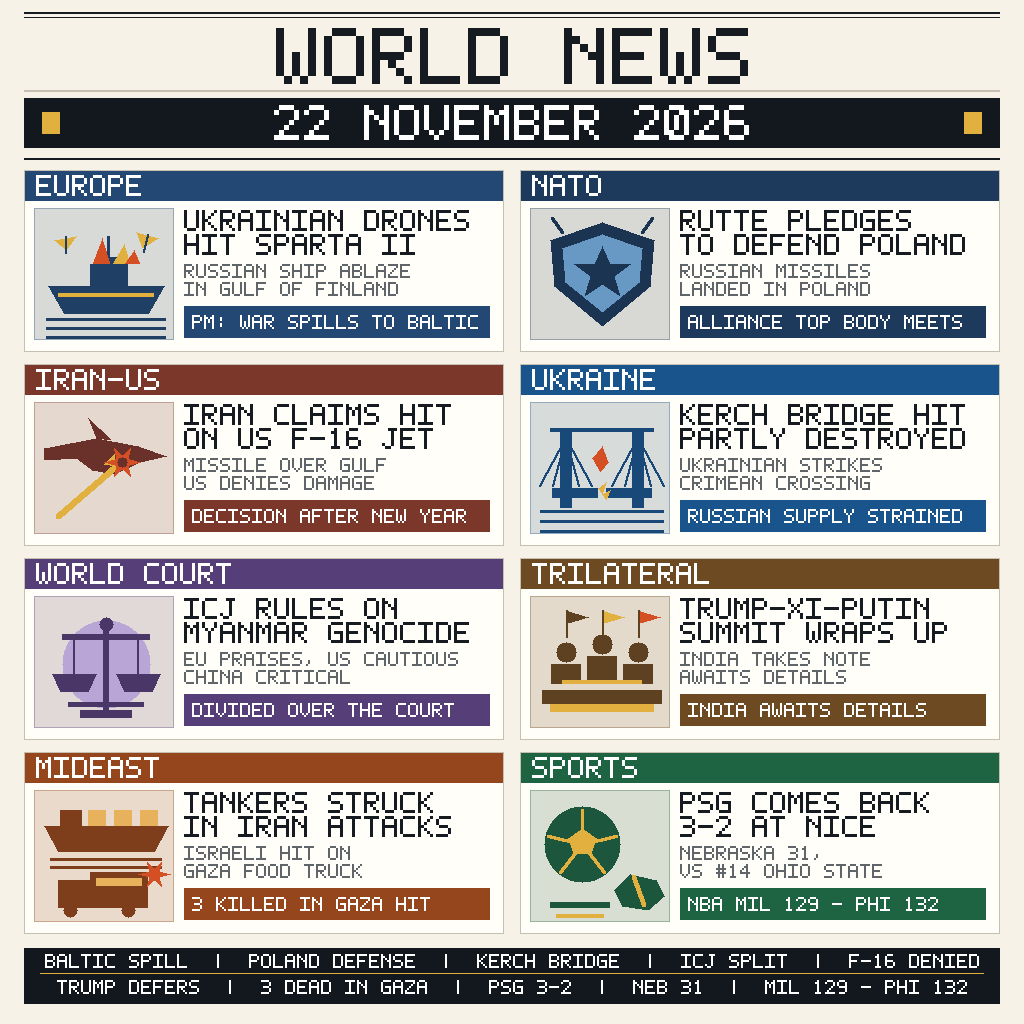 WORLD NEWS
22 NOVEMBER 2026
EUROPE
UKRAINIAN DRONES
HIT SPARTA II
RUSSIAN SHIP ABLAZE
IN GULF OF FINLAND
PM: WAR SPILLS TO BALTIC
NATO
RUTTE PLEDGES
TO DEFEND POLAND
RUSSIAN MISSILES
LANDED IN POLAND
ALLIANCE TOP BODY MEETS
IRAN-US
IRAN CLAIMS HIT
ON US F-16 JET
MISSILE OVER GULF
US DENIES DAMAGE
DECISION AFTER NEW YEAR
UKRAINE
KERCH BRIDGE HIT
PARTLY DESTROYED
UKRAINIAN STRIKES
CRIMEAN CROSSING
RUSSIAN SUPPLY STRAINED
WORLD COURT
ICJ RULES ON
MYANMAR GENOCIDE
EU PRAISES, US CAUTIOUS
CHINA CRITICAL
DIVIDED OVER THE COURT
TRILATERAL
TRUMP-XI-PUTIN
SUMMIT WRAPS UP
INDIA TAKES NOTE
AWAITS DETAILS
INDIA AWAITS DETAILS
MIDEAST
TANKERS STRUCK
IN IRAN ATTACKS
ISRAELI HIT ON
GAZA FOOD TRUCK
3 KILLED IN GAZA HIT
SPORTS
PSG COMES BACK
3-2 AT NICE
NEBRASKA 31,
VS #14 OHIO STATE
NBA MIL 129 - PHI 132
BALTIC SPILL | POLAND DEFENSE | KERCH BRIDGE | ICJ SPLIT | F-16 DENIED
TRUMP DEFERS | 3 DEAD IN GAZA | PSG 3-2 | NEB 31 | MIL 129 - PHI 132